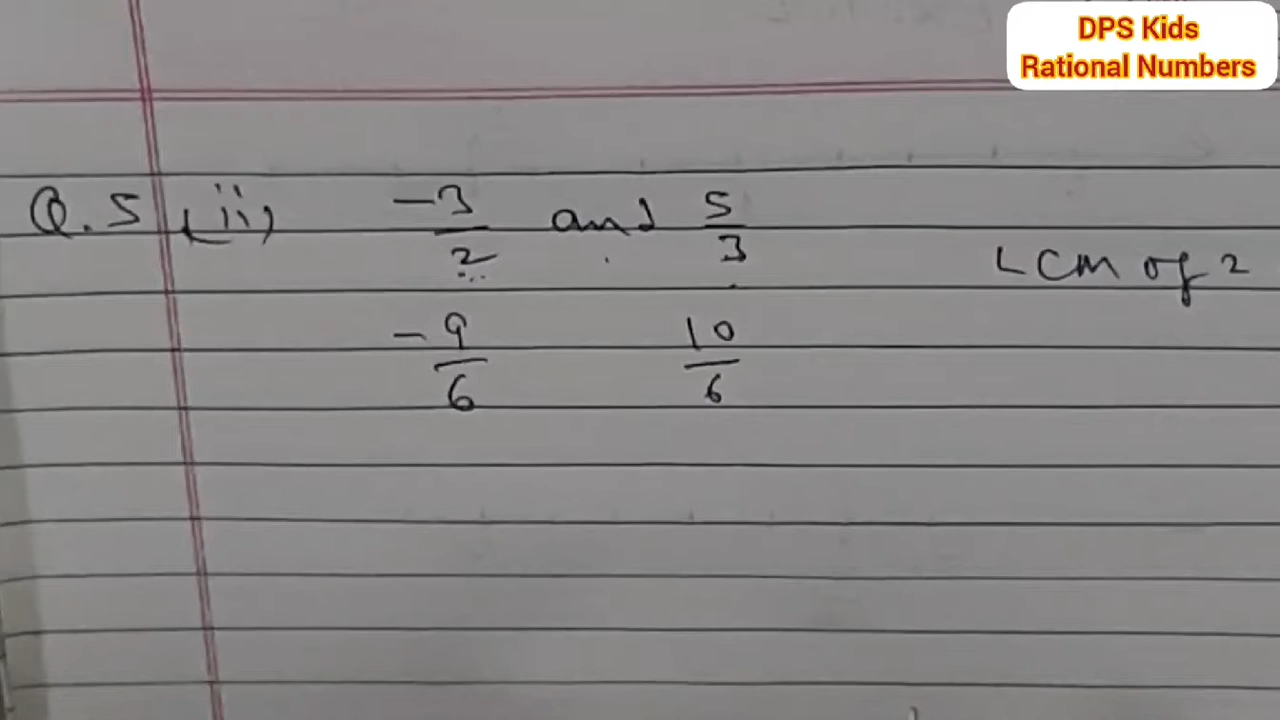 DPS Kids
Rational Numbers
Q. 5 (ii) -3/2 and 5/3
LCM of 2
-9/6 10/6